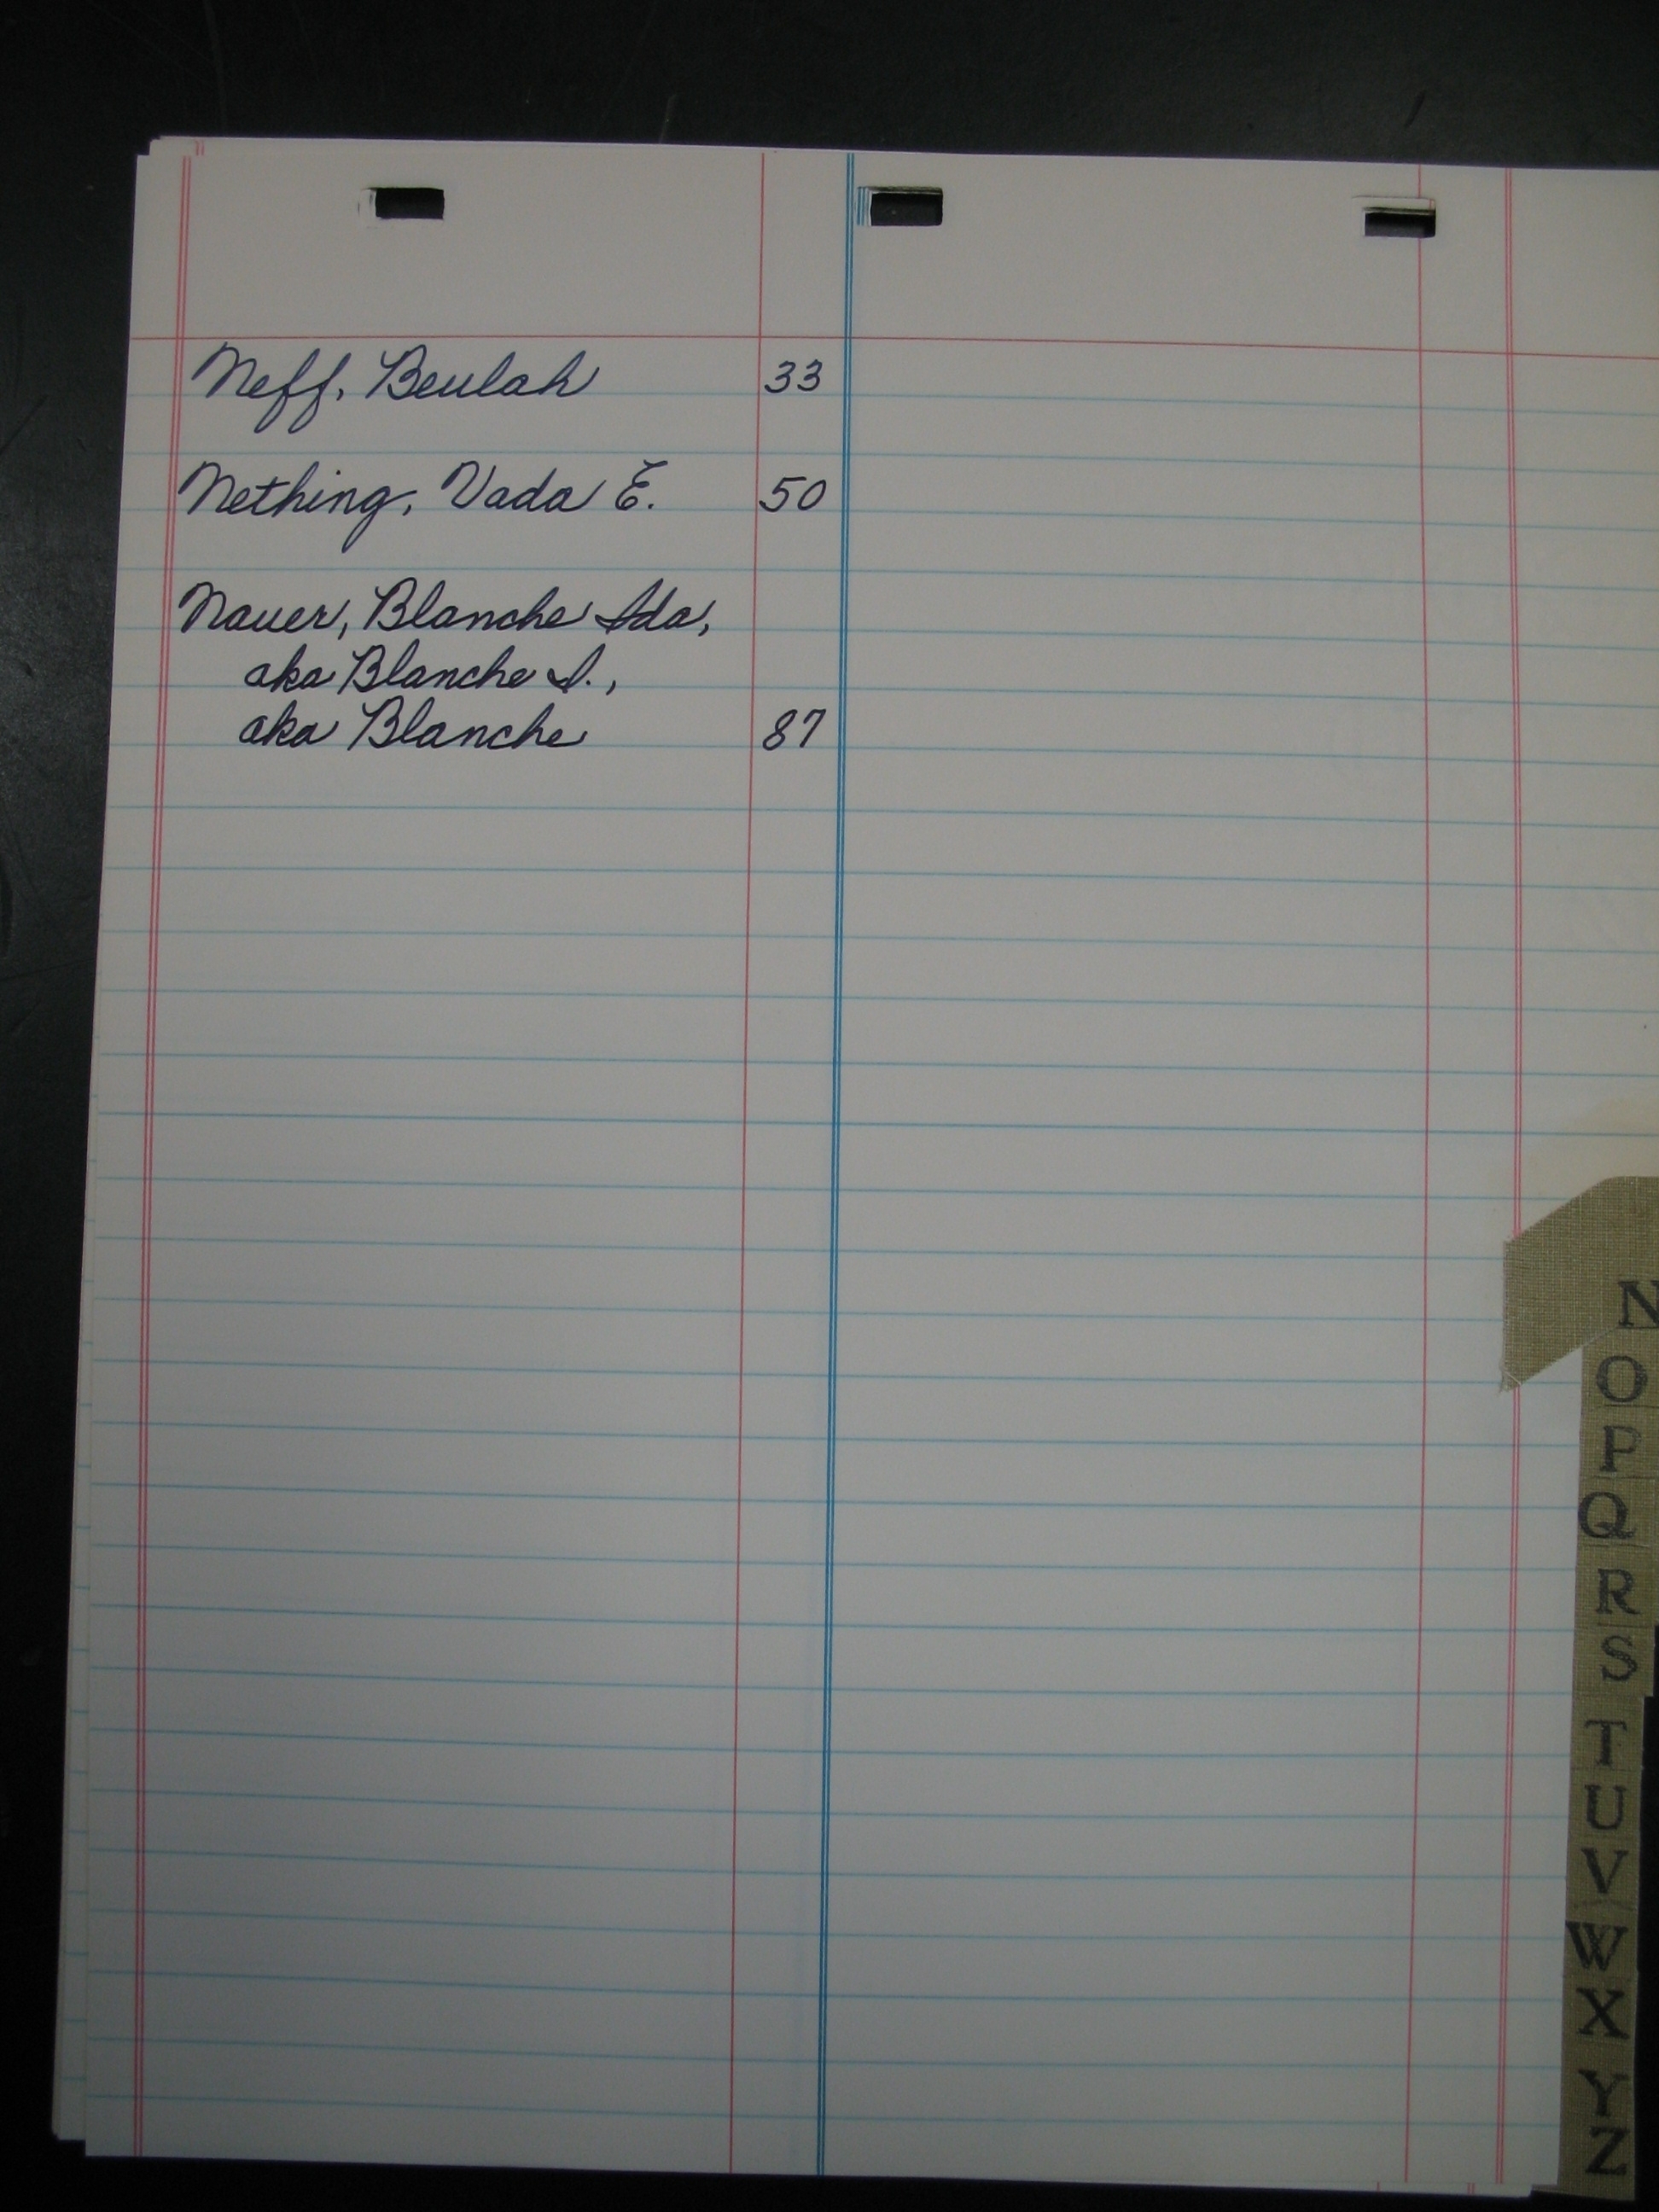 Neff, Beulah 33
Nething, Vada E. 50
Nauer, Blanche Ida,
aka Blanche I.,
aka Blanche 87
N
O
P
Q
R
S
T
U
V
W
X
Y
Z